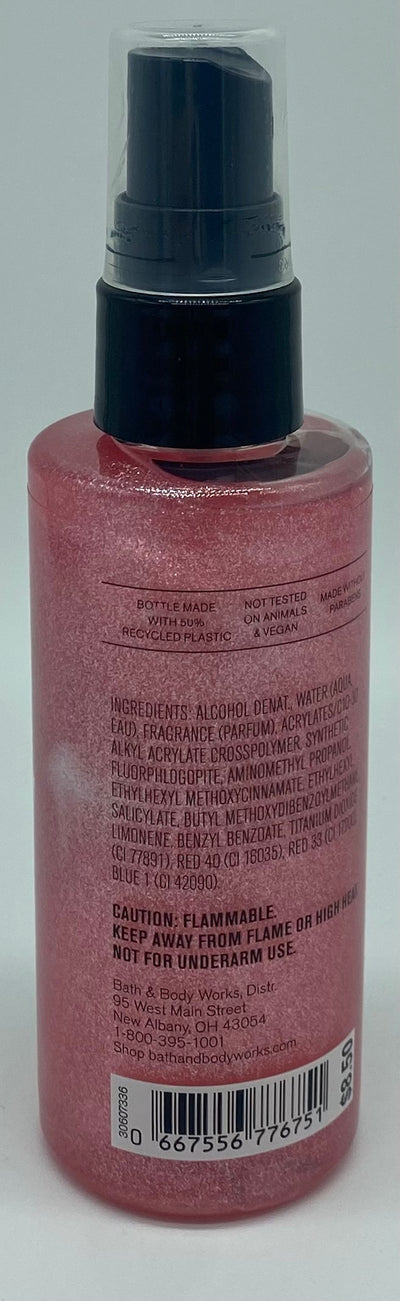 BOTTLE MADE
WITH 50%
RECYCLED PLASTIC
NOT TESTED
ON ANIMALS
& VEGAN
MADE WITHOUT
PARABENS
INGREDIENTS: ALCOHOL DENAT., WATER (AQUA,
EAU), FRAGRANCE (PARFUM), ACRYLATES/C10-30
ALKYL ACRYLATE CROSSPOLYMER, SYNTHETIC
FLUORPHLOGOPITE, AMINOMETHYL PROPANOL,
ETHYLHEXYL METHOXYCINNAMATE, ETHYLHEXYL
SALICYLATE, BUTYL METHOXYDIBENZOYLMETHANE,
LIMONENE, BENZYL BENZOATE, TITANIUM DIOXIDE
(CI 77891), RED 40 (CI 16035), RED 33
BLUE 1 (CI 42090).
CAUTION: FLAMMABLE.
KEEP AWAY FROM FLAME OR HIGH HEAT.
NOT FOR UNDERARM USE.
Bath & Body Works, Distr.
95 West Main Street
New Albany, OH 43054
1-800-395-1001
Shop bathandbodyworks.com
30607336
0 667556 776751
$8.50